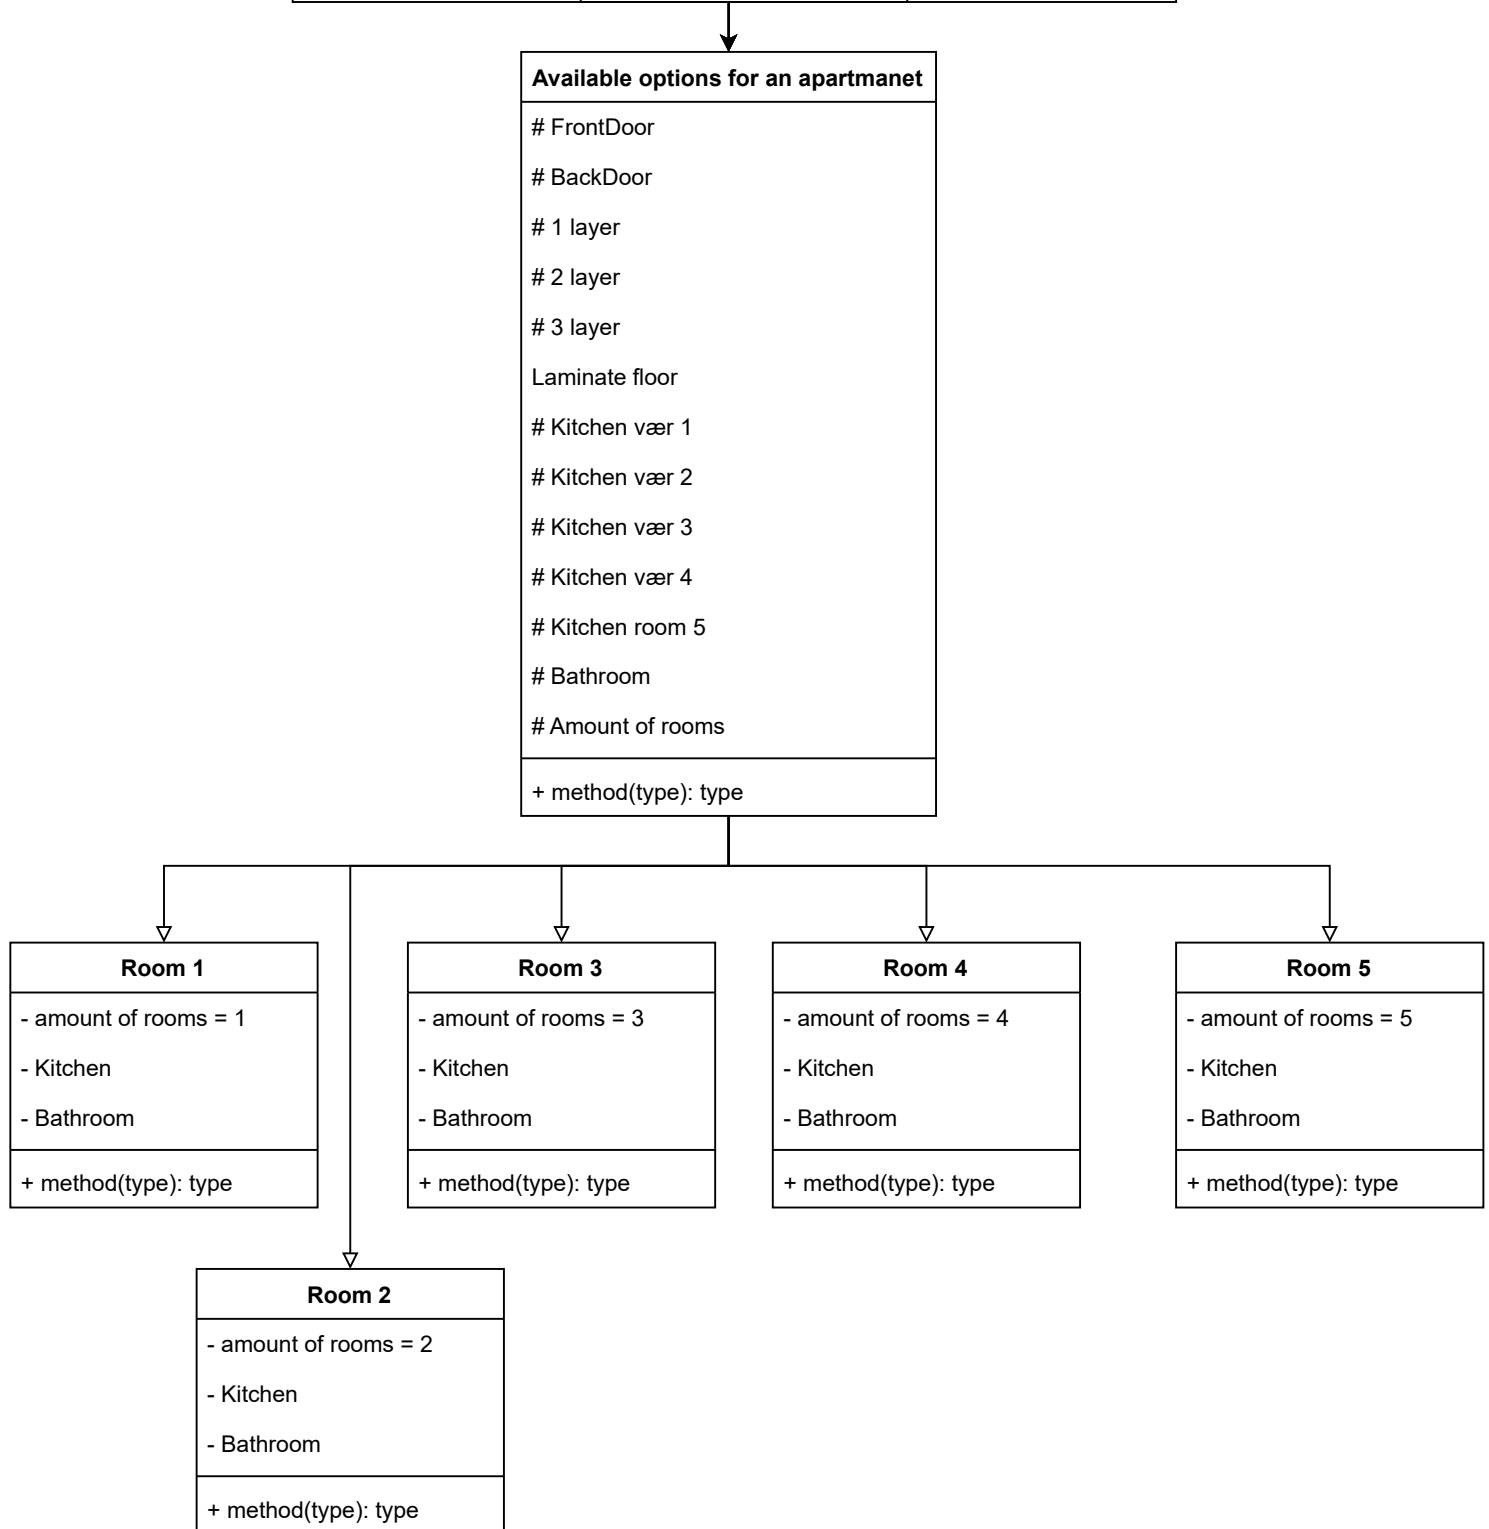 Available options for an apartmanet
# FrontDoor
# BackDoor
# 1 layer
# 2 layer
# 3 layer
Laminate floor
# Kitchen vær 1
# Kitchen vær 2
# Kitchen vær 3
# Kitchen vær 4
# Kitchen room 5
# Bathroom
# Amount of rooms
+ method(type): type
Room 1
- amount of rooms = 1
- Kitchen
- Bathroom
+ method(type): type
Room 3
- amount of rooms = 3
- Kitchen
- Bathroom
+ method(type): type
Room 4
- amount of rooms = 4
- Kitchen
- Bathroom
+ method(type): type
Room 5
- amount of rooms = 5
- Kitchen
- Bathroom
+ method(type): type
Room 2
- amount of rooms = 2
- Kitchen
- Bathroom
+ method(type): type